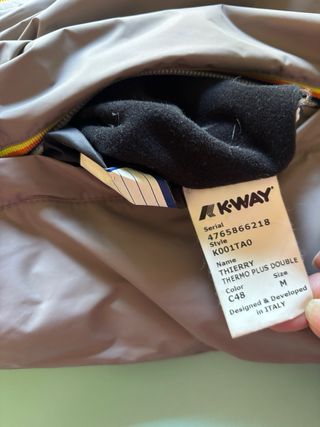 K-WAY
Serial
4765866218
Style
K001TA0
Name
THIERRY
THERMO PLUS DOUBLE
Color Size
C48 M
Designed & Developed
in ITALY